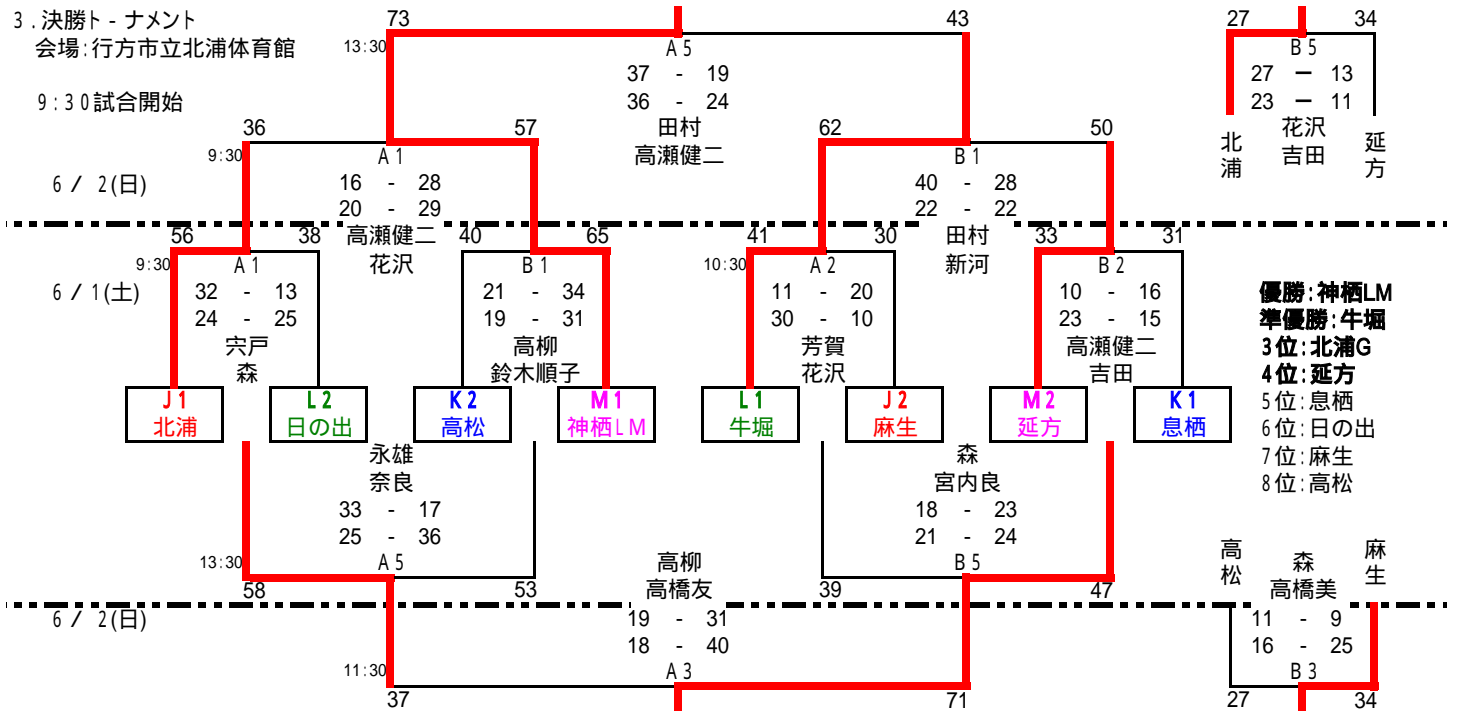 3.決勝ト-ナメント
会場:行方市立北浦体育館
9:30試合開始
73
43
13:30
A5
37 - 19
36 - 24
田村
高瀬健二
27
34
B5
27 ー 13
23 ー 11
花沢
吉田
北浦
延方
36
57
9:30
A1
16 - 28
20 - 29
高瀬健二
花沢
62
50
B1
40 - 28
22 - 22
田村
新河
6/2(日)
56
38
9:30
A1
32 - 13
24 - 25
宍戸
森
40
65
B1
21 - 34
19 - 31
高柳
鈴木順子
41
30
10:30
A2
11 - 20
30 - 10
芳賀
花沢
33
31
B2
10 - 16
23 - 15
高瀬健二
吉田
6/1(土)
優勝:神栖LM
準優勝:牛堀
3位:北浦G
4位:延方
5位:息栖
6位:日の出
7位:麻生
8位:高松
J1
北浦
L2
日の出
K2
高松
M1
神栖LM
L1
牛堀
J2
麻生
M2
延方
K1
息栖
永雄
奈良
33 - 17
25 - 36
A5
13:30
58
53
森
宮内良
18 - 23
21 - 24
B5
39
47
6/2(日)
高柳
高橋友
19 - 31
18 - 40
A3
11:30
37
71
高松
麻生
森
高橋美
11 - 9
16 - 25
B3
27
34